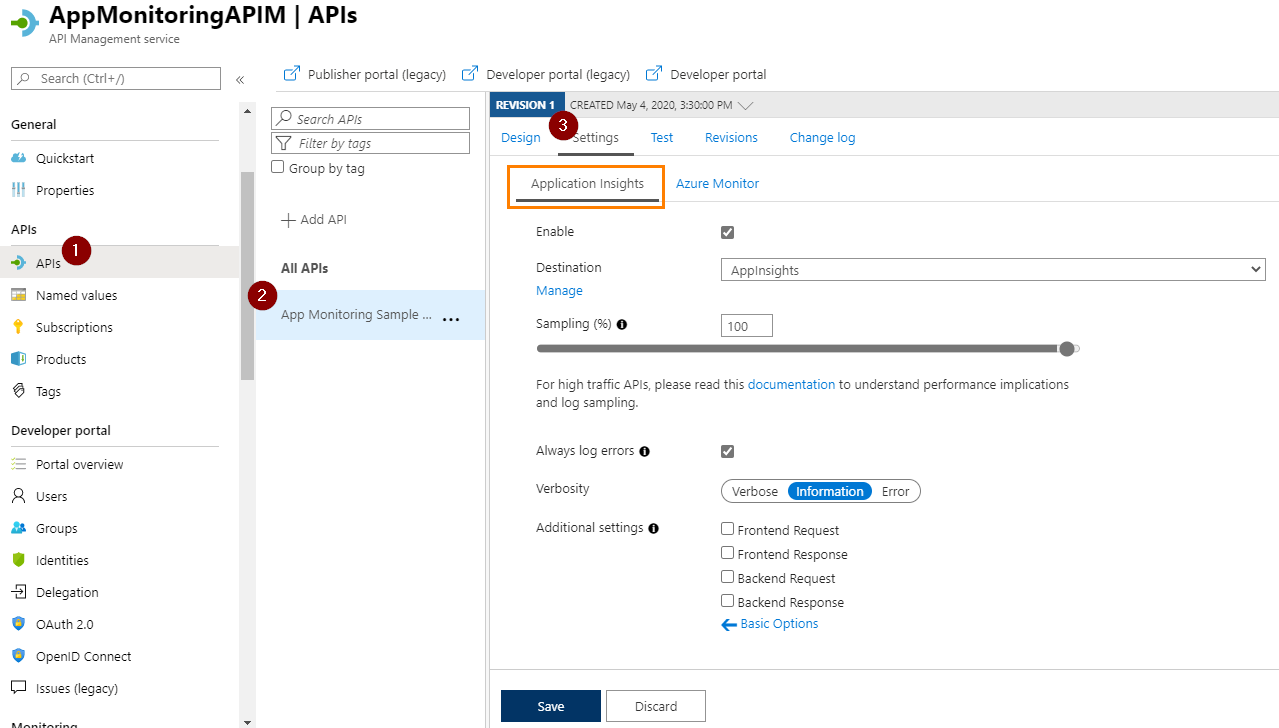 AppMonitoringAPIM | APIs
API Management service
Search (Ctrl+/)
«
General
Quickstart
Properties
APIs
1
APIs
Named values
Subscriptions
Products
Tags
Developer portal
Portal overview
Users
Groups
Identities
Delegation
OAuth 2.0
OpenID Connect
Issues (legacy)
Monitoring
Publisher portal (legacy)
Developer portal (legacy)
Developer portal
Search APIs
Filter by tags
Group by tag
Add API
All APIs
2
App Monitoring Sample ...
...
REVISION 1
CREATED May 4, 2020, 3:30:00 PM
3
Design
Settings
Test
Revisions
Change log
Application Insights
Azure Monitor
Enable
Destination
AppInsights
Manage
Sampling (%)
100
For high traffic APIs, please read this documentation to understand performance implications
and log sampling.
Always log errors
Verbosity
Verbose
Information
Error
Additional settings
Frontend Request
Frontend Response
Backend Request
Backend Response
Basic Options
Save
Discard